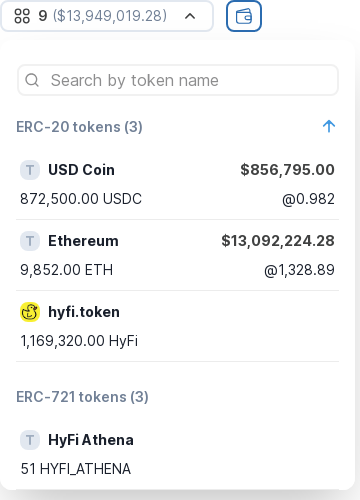 9 ($13,949,019.28)
Search by token name
ERC-20 tokens (3)
T USD Coin $856,795.00
872,500.00 USDC @0.982
T Ethereum $13,092,224.28
9,852.00 ETH @1,328.89
hyfi.token
1,169,320.00 HyFi
ERC-721 tokens (3)
T HyFi Athena
51 HYFI_ATHENA